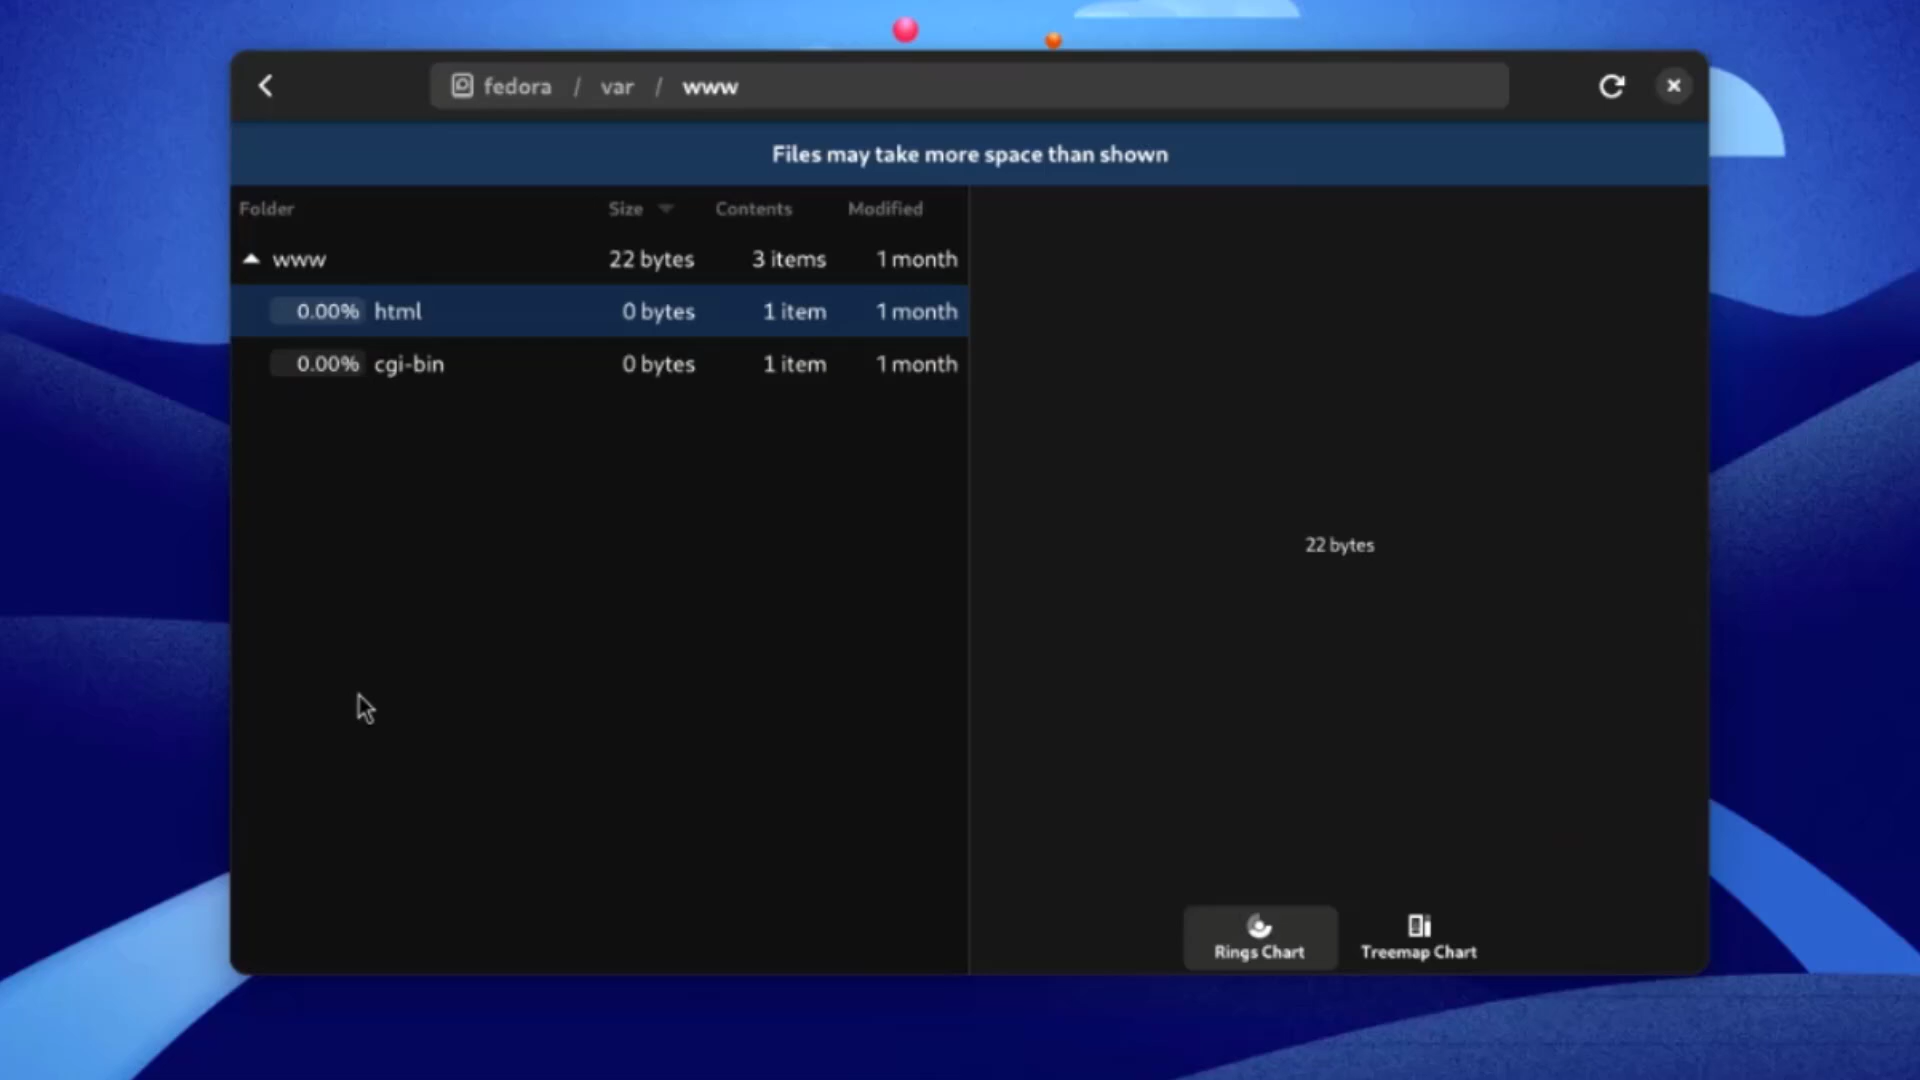 fedora / var / www
Files may take more space than shown
Folder Size Contents Modified
www 22 bytes 3 items 1 month
0.00% html 0 bytes 1 item 1 month
0.00% cgi-bin 0 bytes 1 item 1 month
22 bytes
Rings Chart Treemap Chart